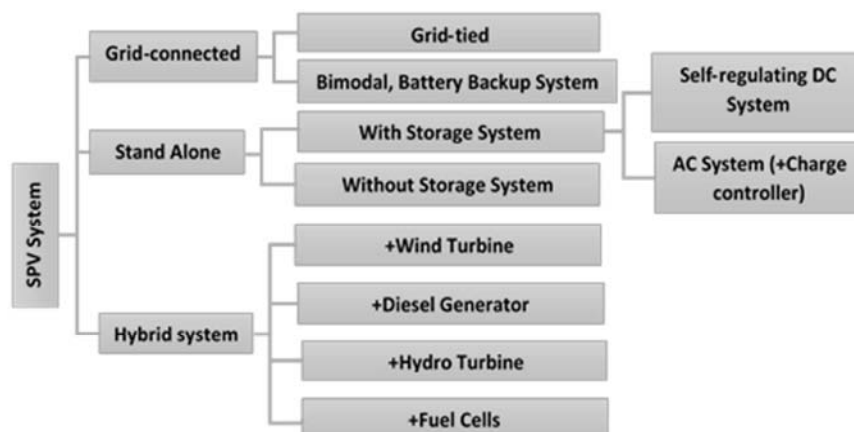 SPV System
Grid-connected
Grid-tied
Bimodal, Battery Backup System
Stand Alone
With Storage System
Self-regulating DC
System
AC System (+Charge
controller)
Without Storage System
Hybrid system
+Wind Turbine
+Diesel Generator
+Hydro Turbine
+Fuel Cells